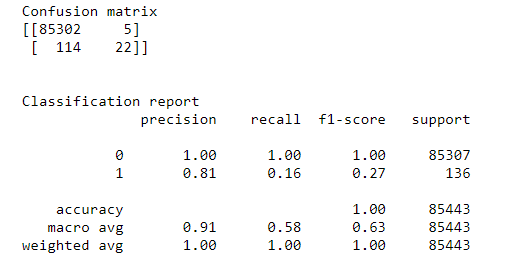 Confusion matrix
[[85302     5]
 [  114    22]]
Classification report
precision    recall  f1-score   support
0       1.00      1.00      1.00     85307
1       0.81      0.16      0.27       136
accuracy                           1.00     85443
macro avg       0.91      0.58      0.63     85443
weighted avg       1.00      1.00      1.00     85443